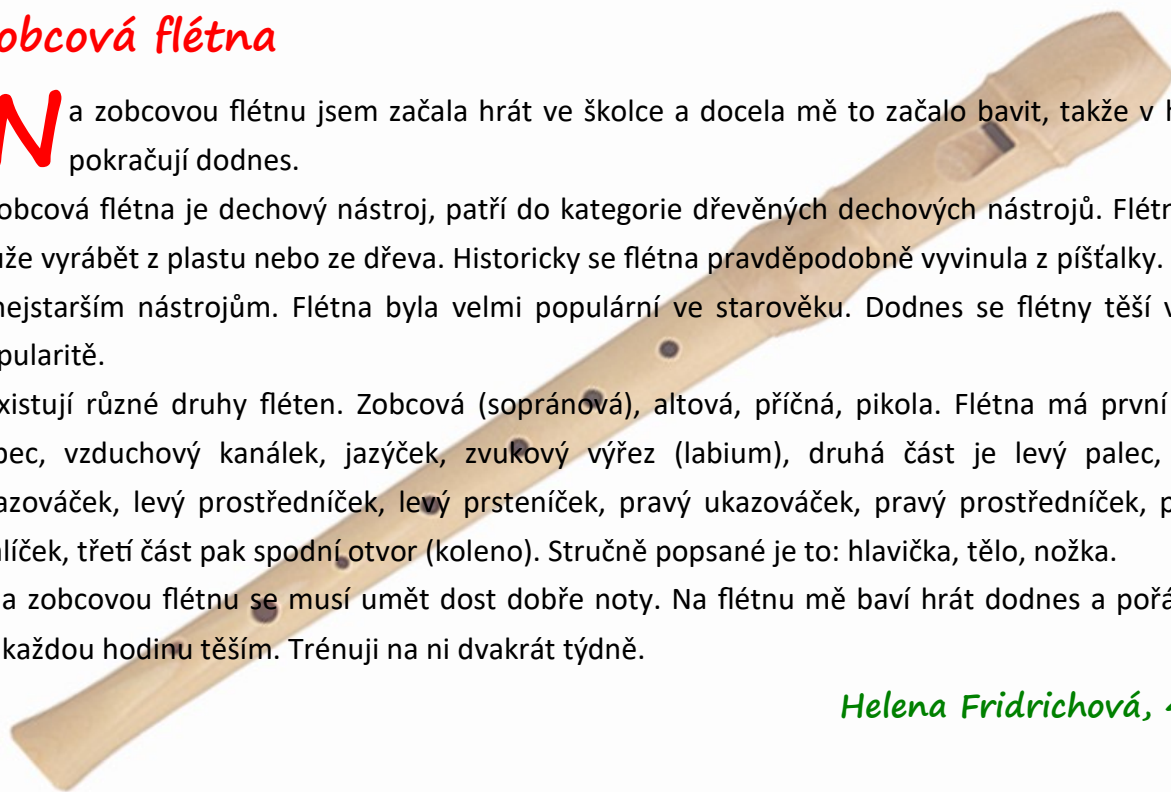 obcová flétna
Na zobcovou flétnu jsem začala hrát ve školce a docela mě to začalo bavit, takže v h
pokračují dodnes.
obcová flétna je dechový nástroj, patří do kategorie dřevěných dechových nástrojů. Flétn
ůže vyrábět z plastu nebo ze dřeva. Historicky se flétna pravděpodobně vyvinula z píšťalky.
nejstarším nástrojům. Flétna byla velmi populární ve starověku. Dodnes se flétny těší v
pularitě.
xistují různé druhy fléten. Zobcová (sopránová), altová, příčná, pikola. Flétna má první
bec, vzduchový kanálek, jazýček, zvukový výřez (labium), druhá část je levý palec,
azováček, levý prostředníček, levý prsteníček, pravý ukazováček, pravý prostředníček, p
líček, třetí část pak spodní otvor (koleno). Stručně popsané je to: hlavička, tělo, nožka.
a zobcovou flétnu se musí umět dost dobře noty. Na flétnu mě baví hrát dodnes a pořá
každou hodinu těším. Trénuji na ni dvakrát týdně.
Helena Fridrichová,